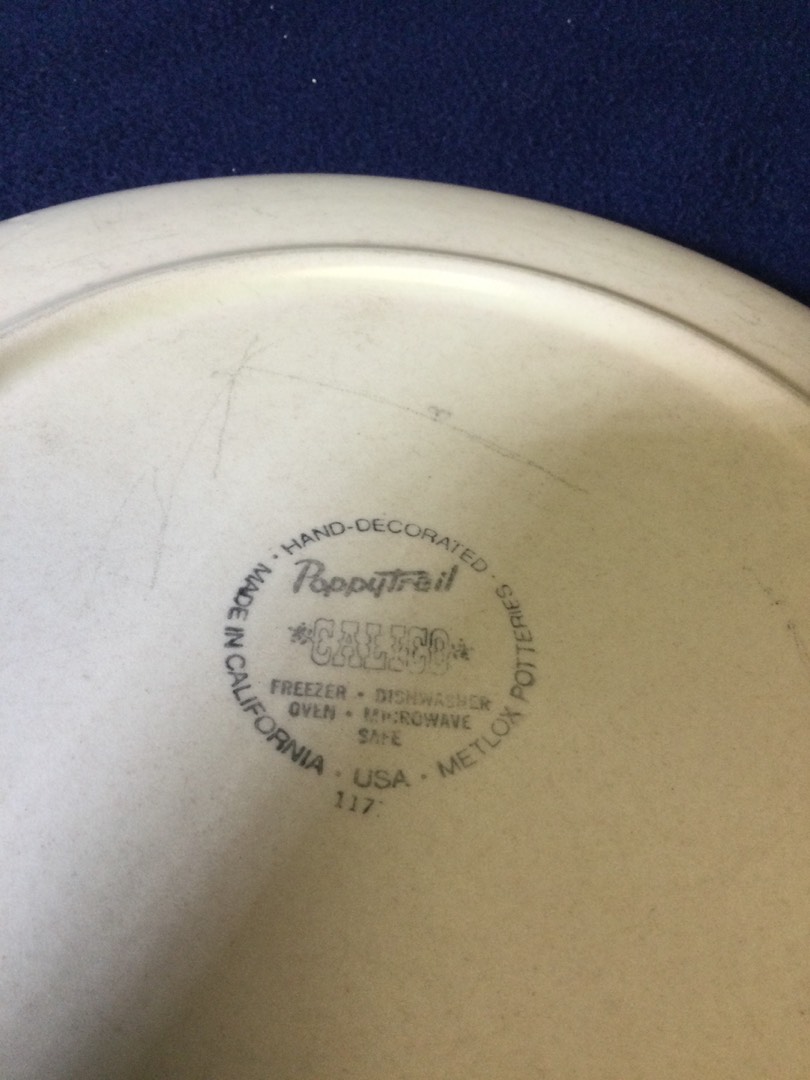 MADE IN CALIFORNIA · USA · METLOX POTTERIES · HAND-DECORATED ·
Poppytrail
CALICO
FREEZER · DISHWASHER
OVEN · MICROWAVE
SAFE
117